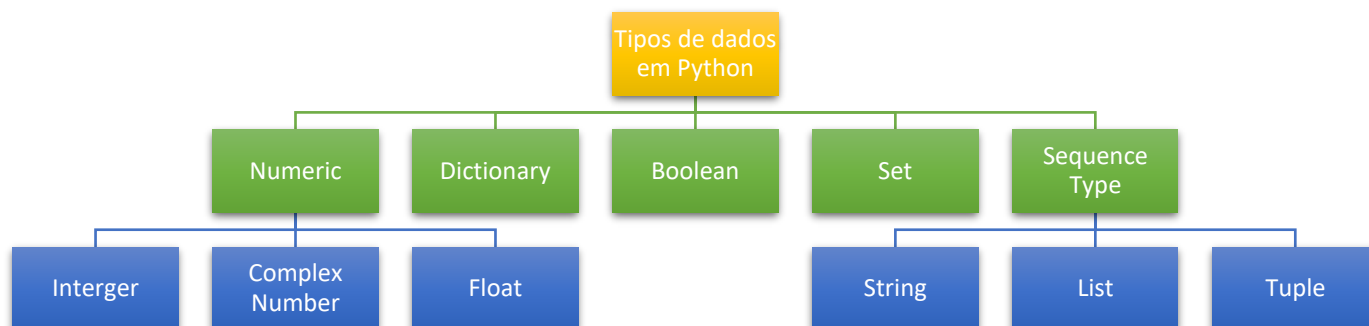 Tipos de dados
em Python
Numeric
Dictionary
Boolean
Set
Sequence
Type
Interger
Complex
Number
Float
String
List
Tuple